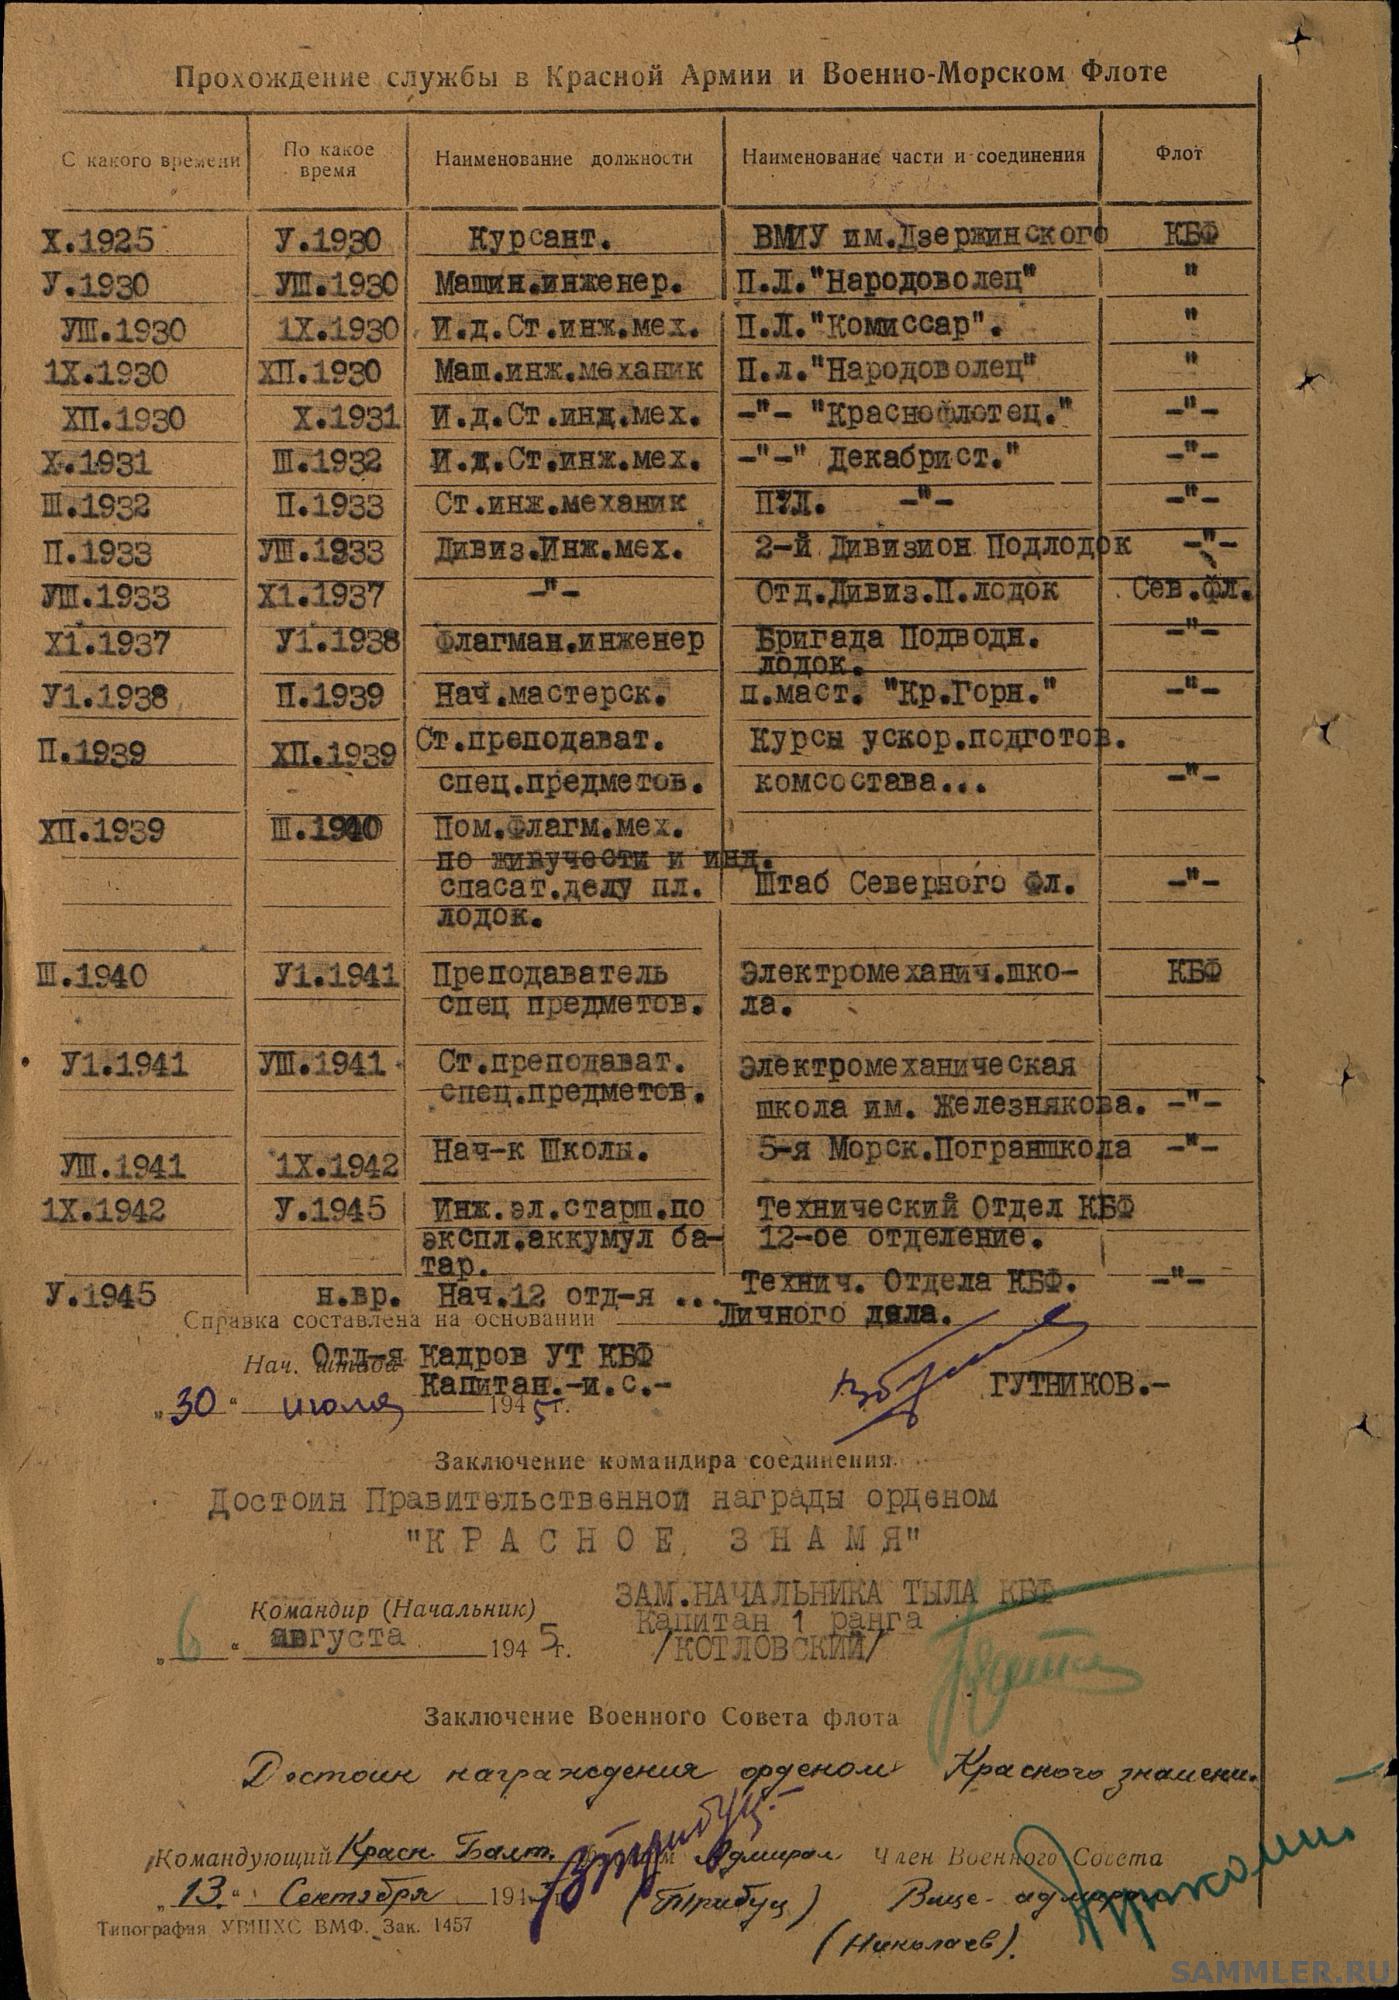 Прохождение службы в Красной Армии и Военно-Морском Флоте
С какого времени По какое время Наименование должности Наименование части и соединения Флот
X.1925 У.1930 Курсант. ВМИУ им.Дзержинского КБФ
У.1930 УШ.1930 Машин.инженер. П.Л."Народоволец" "
УШ.1930 1X.1930 И.д.Ст.инж.мех. П.Л."Комиссар". "
1X.1930 ХП.1930 Маш.инж.механик П.л."Народоволец" "
ХП.1930 X.1931 И.д.Ст.инж.мех. -"- "Краснофлотец." -"-
X.1931 Ш.1932 И.д.Ст.инж.мех. -"-" Декабрист." -"-
Ш.1932 П.1933 Ст.инж.механик П.Л. -"- -"-
П.1933 УШ.1933 Дивиз.Инж.мех. 2-й Дивизион Подлодок -"-
УШ.1933 X1.1937 -"- Отд.Дивиз.П.лодок Сев.фл.
X1.1937 У1.1938 Флагман.инженер Бригада Подводн. -"-
лодок.
У1.1938 П.1939 Нач.мастерск. п.маст. "Кр.Горн." -"-
П.1939 ХП.1939 Ст.преподават. Курсы ускор.подготов.
спец.предметов. комсостава... -"-
ХП.1939 Ш.1940 Пом.Флагм.мех.
по живучести и инд.
спасат.делу пл. Штаб Северного Фл. -"-
лодок.
Ш.1940 У1.1941 Преподаватель Электромеханич.шко- КБФ
спец предметов. ла.
У1.1941 УШ.1941 Ст.преподават. Электромеханическая
спец.предметов. школа им. Железнякова. -"-
УШ.1941 1X.1942 Нач-к Школы. 5-я Морск.Пограншкола -"-
1X.1942 У.1945 Инж.эл.старш.по Технический Отдел КБФ
экспл.аккумул ба- 12-ое отделение.
тар.
У.1945 н.вр. Нач.12 отд-я ... Технич. Отдела КБФ. -"-
Справка составлена на основании Личного дела.
Нач. штаба Отд-я Кадров УТ КБФ
Капитан.-и.с.- ГУТНИКОВ.-
„30" июля 1945г.
Заключение командира соединения.
Достоин Правительственной награды орденом
"КРАСНОЕ ЗНАМЯ"
ЗАМ.НАЧАЛЬНИКА ТЫЛА КБФ
Командир (Начальник) Капитан 1 ранга
„6" августа 1945г. /КОТЛОВСКИЙ/
Заключение Военного Совета флота
Достоин награждения орденом Красного знамени.
Командующий Красн. Балт. Адмирал Член Военного Совета
„13." Сентября 1945г. (Трибуц) Вице-адмирал
Типография УВШХС ВМФ. Зак. 1457
(Николаев).
SAMMLER.RU